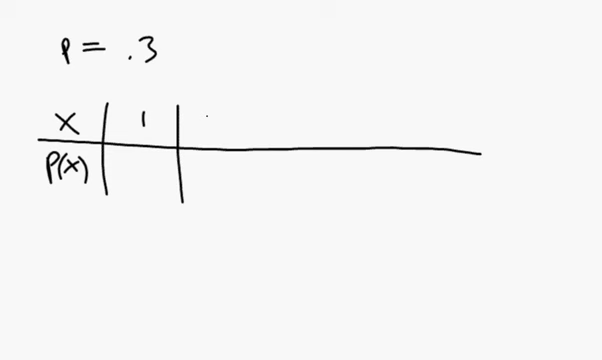 p = .3
X 1
P(X)